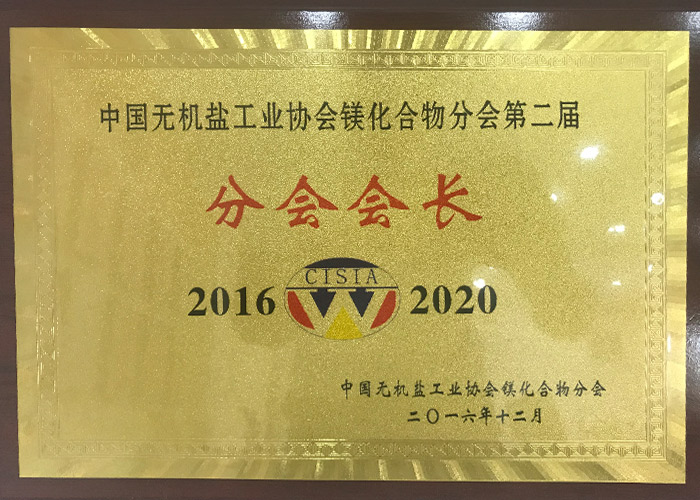 中国无机盐工业协会镁化合物分会第二届
分会会长
2016 CISIA 2020
中国无机盐工业协会镁化合物分会
二〇一六年十二月